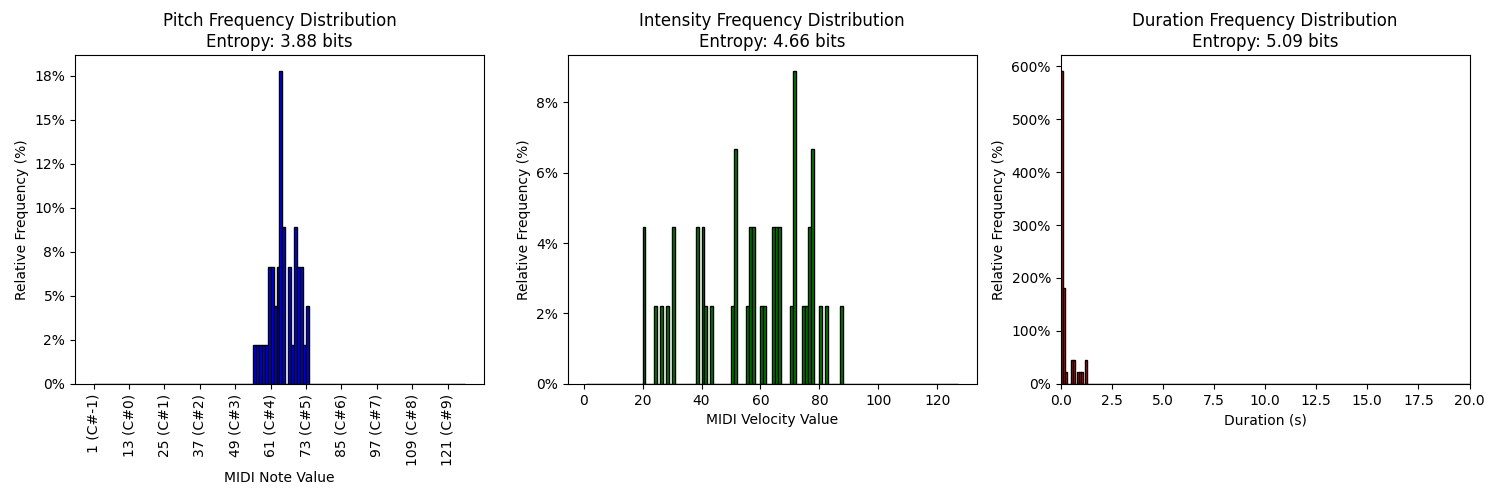 Pitch Frequency Distribution
Entropy: 3.88 bits
Relative Frequency (%)
18%
15%
12%
10%
8%
5%
2%
0%
1 (C#-1)
13 (C#0)
25 (C#1)
37 (C#2)
49 (C#3)
61 (C#4)
73 (C#5)
85 (C#6)
97 (C#7)
109 (C#8)
121 (C#9)
MIDI Note Value
Intensity Frequency Distribution
Entropy: 4.66 bits
Relative Frequency (%)
8%
6%
4%
2%
0%
0
20
40
60
80
100
120
MIDI Velocity Value
Duration Frequency Distribution
Entropy: 5.09 bits
Relative Frequency (%)
600%
500%
400%
300%
200%
100%
0%
0.0
2.5
5.0
7.5
10.0
12.5
15.0
17.5
20.0
Duration (s)